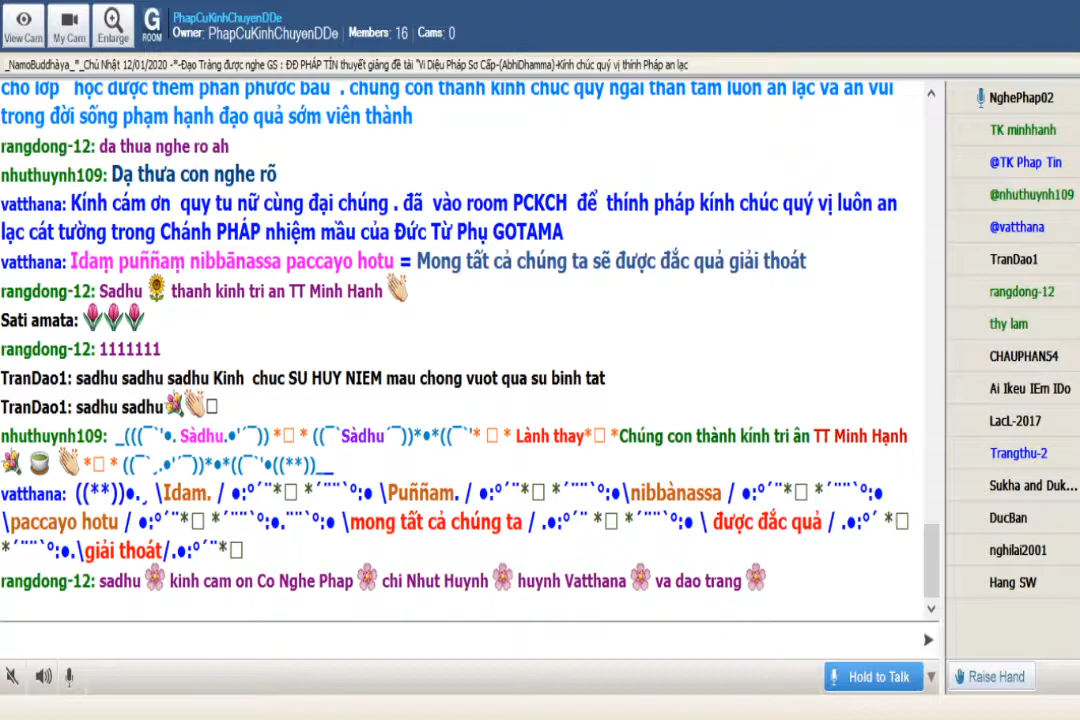 PhapCuKinhChuyenDDe
Owner: PhapCuKinhChuyenDDe | Members: 16 | Cams: 0
View Cam
My Cam
Enlarge
G ROOM
_NamoBuddhàya_°_Chủ Nhật 12/01/2020 -°-Đạo Tràng được nghe GS : ĐĐ PHÁP TÍN thuyết giảng đề tài "Vi Diệu Pháp Sơ Cấp-(AbhiDhamma)-Kính chúc quý vị thính Pháp an lạc
cho lớp học được thêm phần phước báu . chúng con thành kính chúc quý ngài thân tâm luôn an lạc và an vui
trong đời sống phạm hạnh đạo quả sớm viên thành
rangdong-12: da thua nghe ro ah
nhuthuynh109: Dạ thưa con nghe rõ
vatthana: Kính cám ơn quy tu nữ cùng đại chúng . đã vào room PCKCH để thính pháp kính chúc quý vị luôn an
lạc cát tường trong Chánh PHÁP nhiệm mầu của Đức Từ Phụ GOTAMA
vatthana: Idaṃ puññaṃ nibbānassa paccayo hotu = Mong tất cả chúng ta sẽ được đắc quả giải thoát
rangdong-12: Sadhu thanh kinh tri an TT Minh Hanh
Sati amata:
rangdong-12: 1111111
TranDao1: sadhu sadhu sadhu Kinh chuc SU HUY NIEM mau chong vuot qua su binh tat
TranDao1: sadhu sadhu
nhuthuynh109: _(((¯`'•. Sàdhu.•'´¯)) *□ * ((¯`Sàdhu´¯))*•*((¯`'* □ * Lành thay*□ *Chúng con thành kính tri ân TT Minh Hạnh
*□ * ((¯`.•'´¯))*•*((¯`'•((**))__
vatthana: ((**))•.¸ \Idam. / •:°´¨*□ *´¨¨`°:• \Puññam. / •:°´¨*□ *´¨¨`°:•\nibbànassa / •:°´¨*□ *´¨¨`°:•
\paccayo hotu / •:°´¨*□ *´¨¨`°:•.¨¨`°:• \mong tất cả chúng ta / .•:°´¨ *□ *´¨¨`°:• \ được đắc quả / .•:°´ *□
*´¨¨`°:•.\giải thoát/.•:°´¨*□
rangdong-12: sadhu kinh cam on Co Nghe Phap chi Nhut Huynh huynh Vatthana va dao trang
NghePhap02
TK minhhanh
@TK Phap Tin
@nhuthuynh109
@vatthana
TranDao1
rangdong-12
thy lam
CHAUPHAN54
Ai Ikeu IEm IDo
LacL-2017
Trangthu-2
Sukha and Duk...
DucBan
nghilai2001
Hang SW
Hold to Talk
Raise Hand